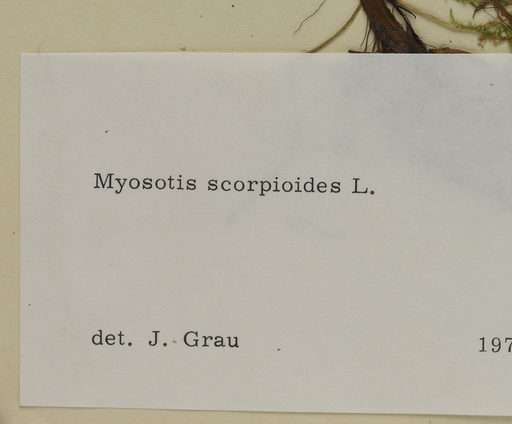 Myosotis scorpioides L.
det. J. Grau 197